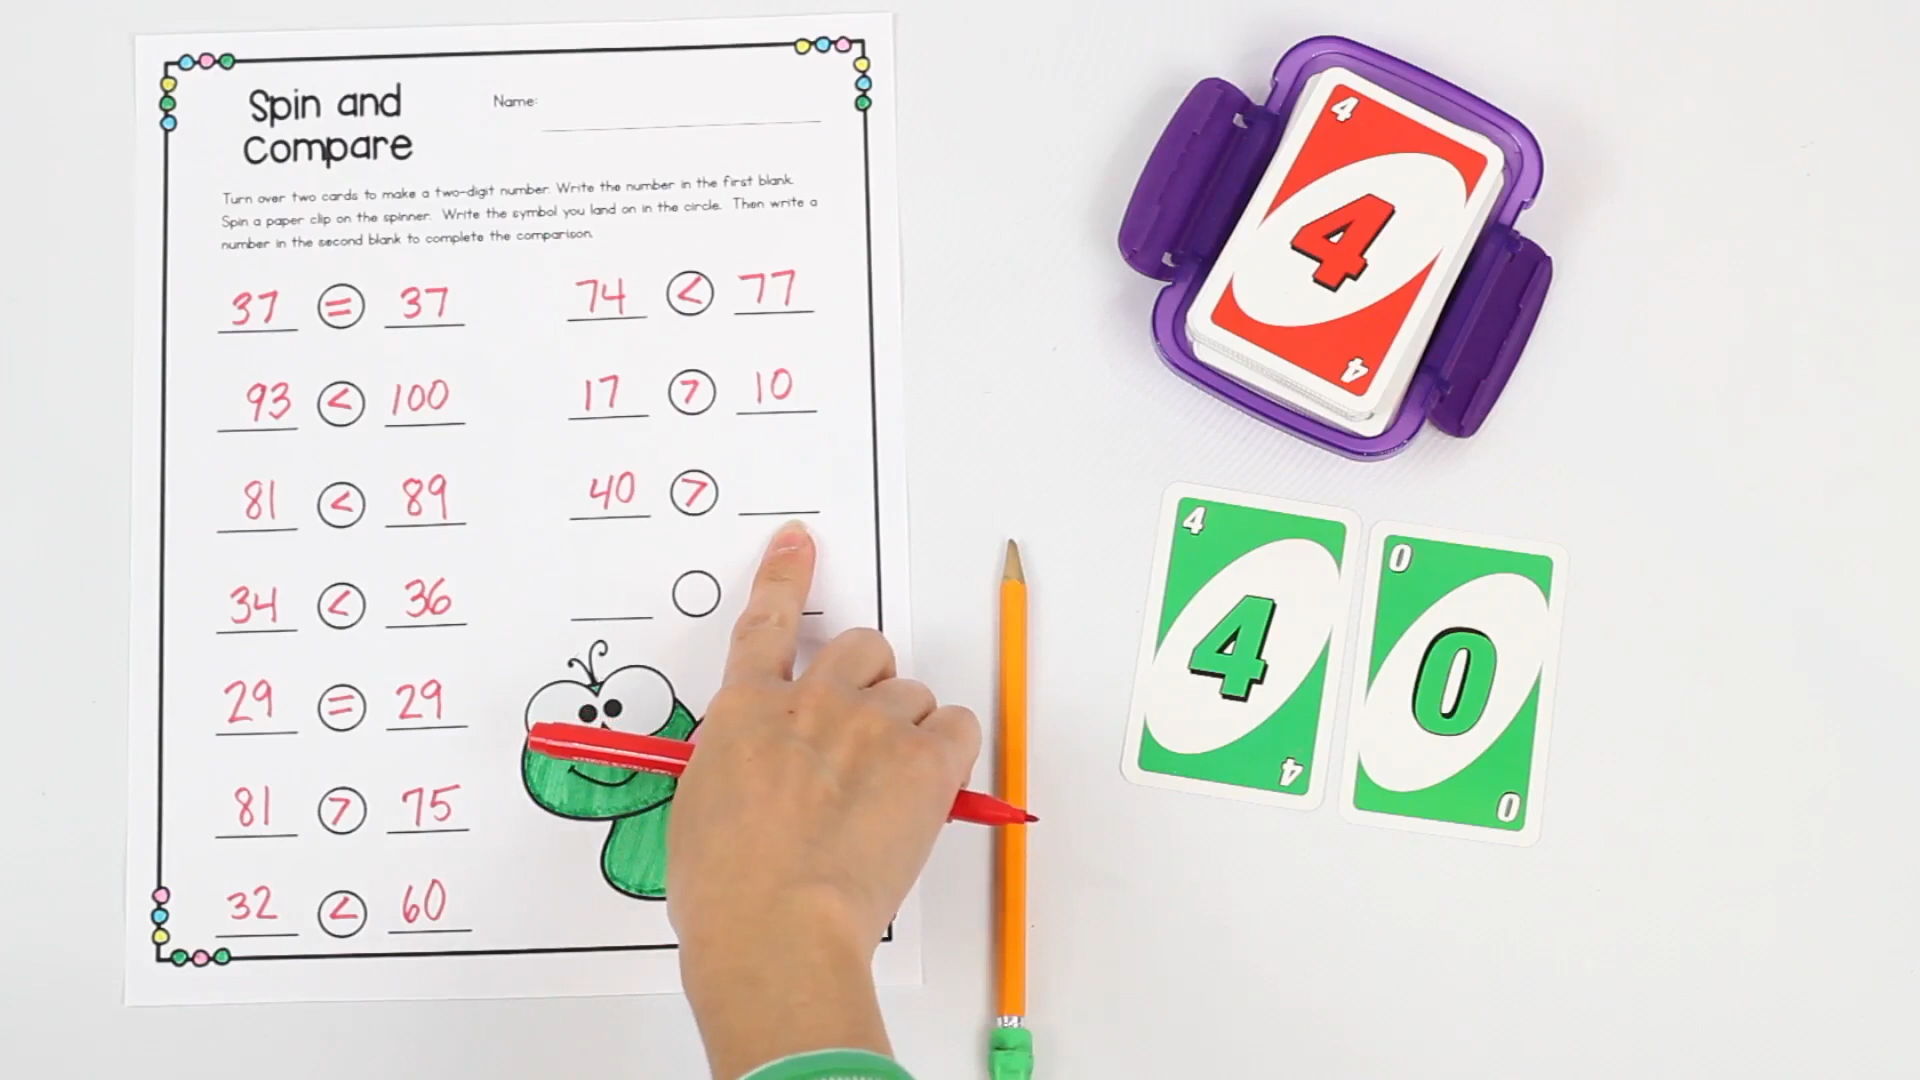 Spin and
Compare
Name:
Turn over two cards to make a two-digit number. Write the number in the first blank.
Spin a paper clip on the spinner. Write the symbol you land on in the circle. Then write a
number in the second blank to complete the comparison.
37 = 37
93 < 100
81 < 89
34 < 36
29 = 29
81 > 75
32 < 60
74 < 77
17 > 10
40 >
4
4
4
4
4
4
0
0
0